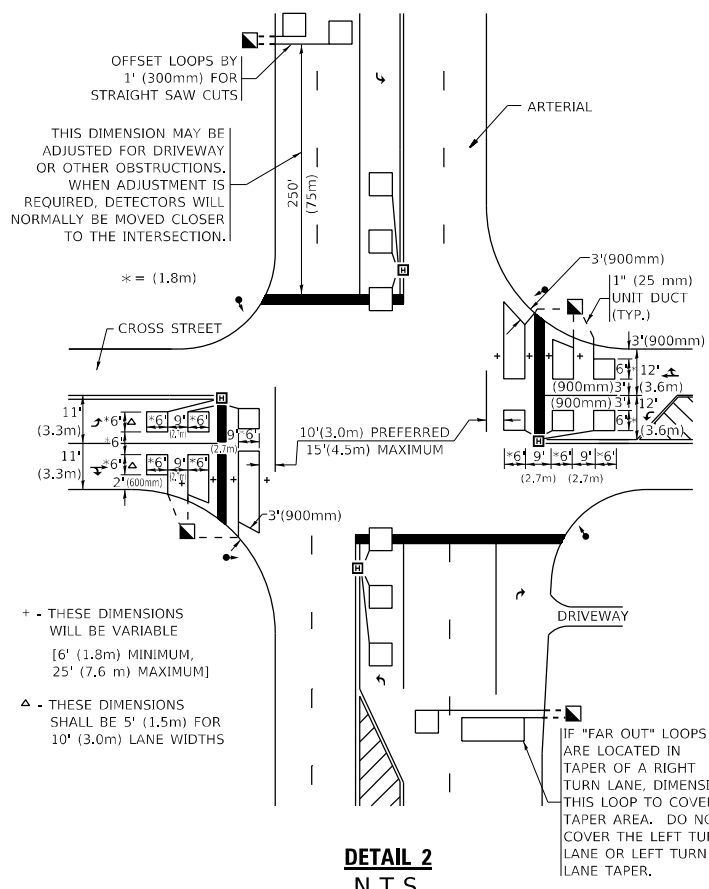 OFFSET LOOPS BY
1' (300mm) FOR
STRAIGHT SAW CUTS
ARTERIAL
THIS DIMENSION MAY BE
ADJUSTED FOR DRIVEWAY
OR OTHER OBSTRUCTIONS.
WHEN ADJUSTMENT IS
REQUIRED, DETECTORS WILL
NORMALLY BE MOVED CLOSER
TO THE INTERSECTION.
250'
(75m)
* = (1.8m)
H
3'(900mm)
1" (25 mm)
UNIT DUCT
(TYP.)
CROSS STREET
3'(900mm)
6'
*
12'
(3.6m)
(900mm) 3'
(900mm) 3'
12'
6'
*
(3.6m)
H
11'
(3.3m)
*6'
*6' 9' *6'
(2.7m)
*6'
9' *6'
(2.7m)
11'
(3.3m)
*6'
*6' 9' *6'
(2.7m)
2' (600mm)
10'(3.0m) PREFERRED
15'(4.5m) MAXIMUM
H
*6' 9' *6' 9' *6'
(2.7m) (2.7m)
3'(900mm)
H
+ - THESE DIMENSIONS
WILL BE VARIABLE
[6' (1.8m) MINIMUM,
25' (7.6 m) MAXIMUM]
DRIVEWAY
Δ - THESE DIMENSIONS
SHALL BE 5' (1.5m) FOR
10' (3.0m) LANE WIDTHS
IF "FAR OUT" LOOPS
ARE LOCATED IN
TAPER OF A RIGHT
TURN LANE, DIMENSI
THIS LOOP TO COVE
TAPER AREA. DO NO
COVER THE LEFT TU
LANE OR LEFT TURN
LANE TAPER.
DETAIL 2
N.T.S.